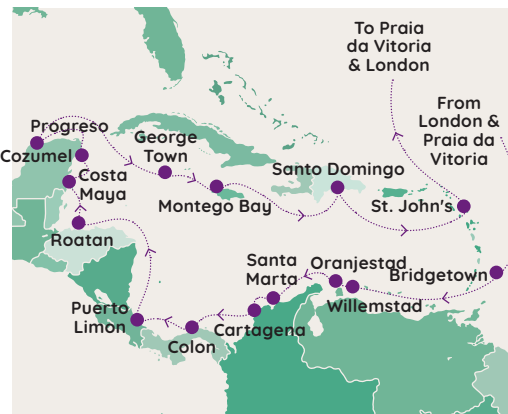 To Praia
da Vitoria
& London
From
London &
Praia da
Vitoria
Progreso
George
Town
Cozumel
Santo Domingo
Costa
Maya
Montego Bay
St. John's
Roatan
Santa
Marta
Oranjestad
Bridgetown
Puerto
Limon
Willemstad
Cartagena
Colon